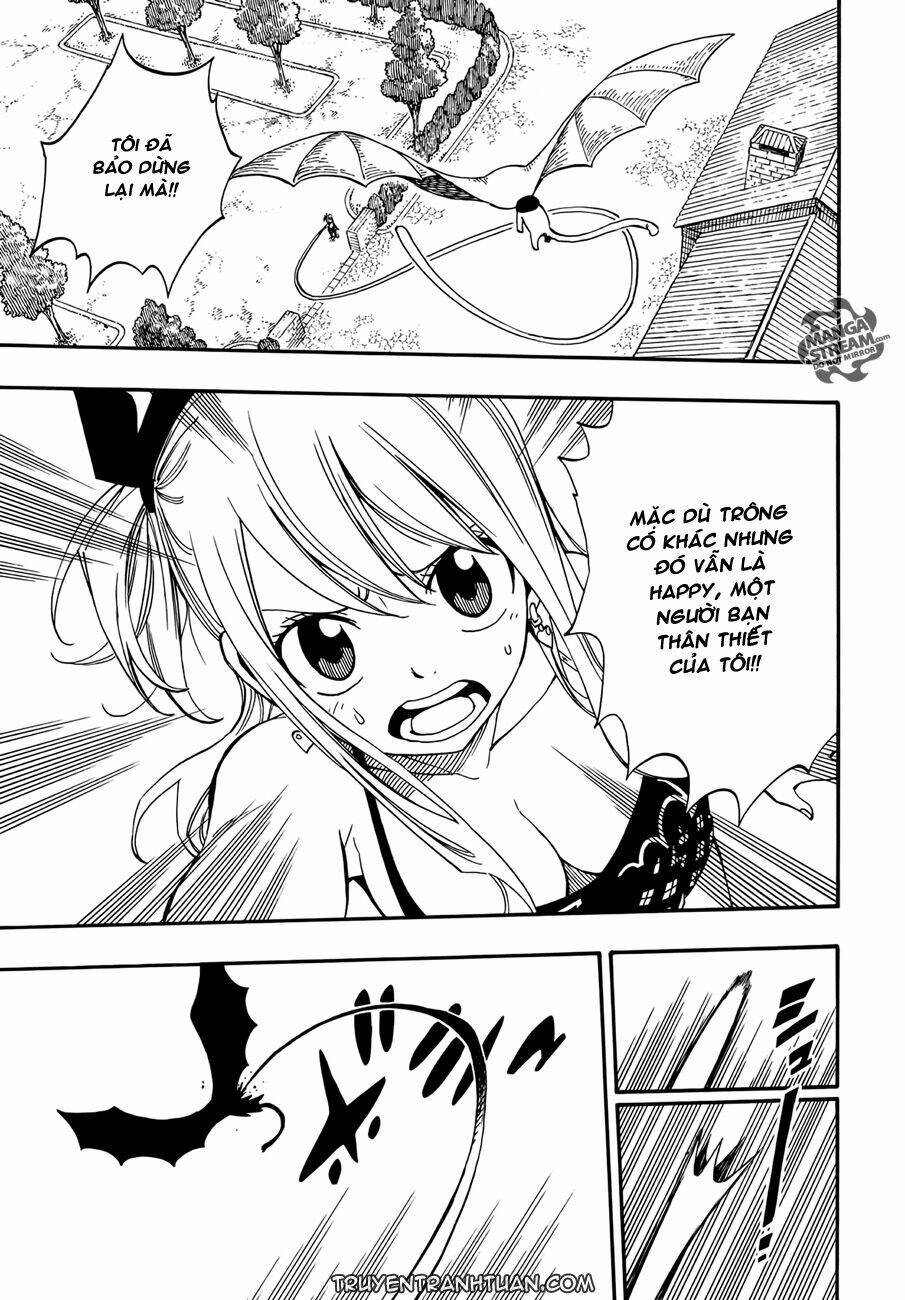 TÔI ĐÃ
BẢO DỪNG
LẠI MÀ!!
MANGA
STREAM.com
DO NOT MIRROR
MẶC DÙ TRÔNG
CÓ KHÁC NHƯNG
ĐÓ VẪN LÀ
HAPPY, MỘT
NGƯỜI BẠN
THÂN THIẾT
CỦA TÔI!!
TRUYENTRANHTUAN.COM